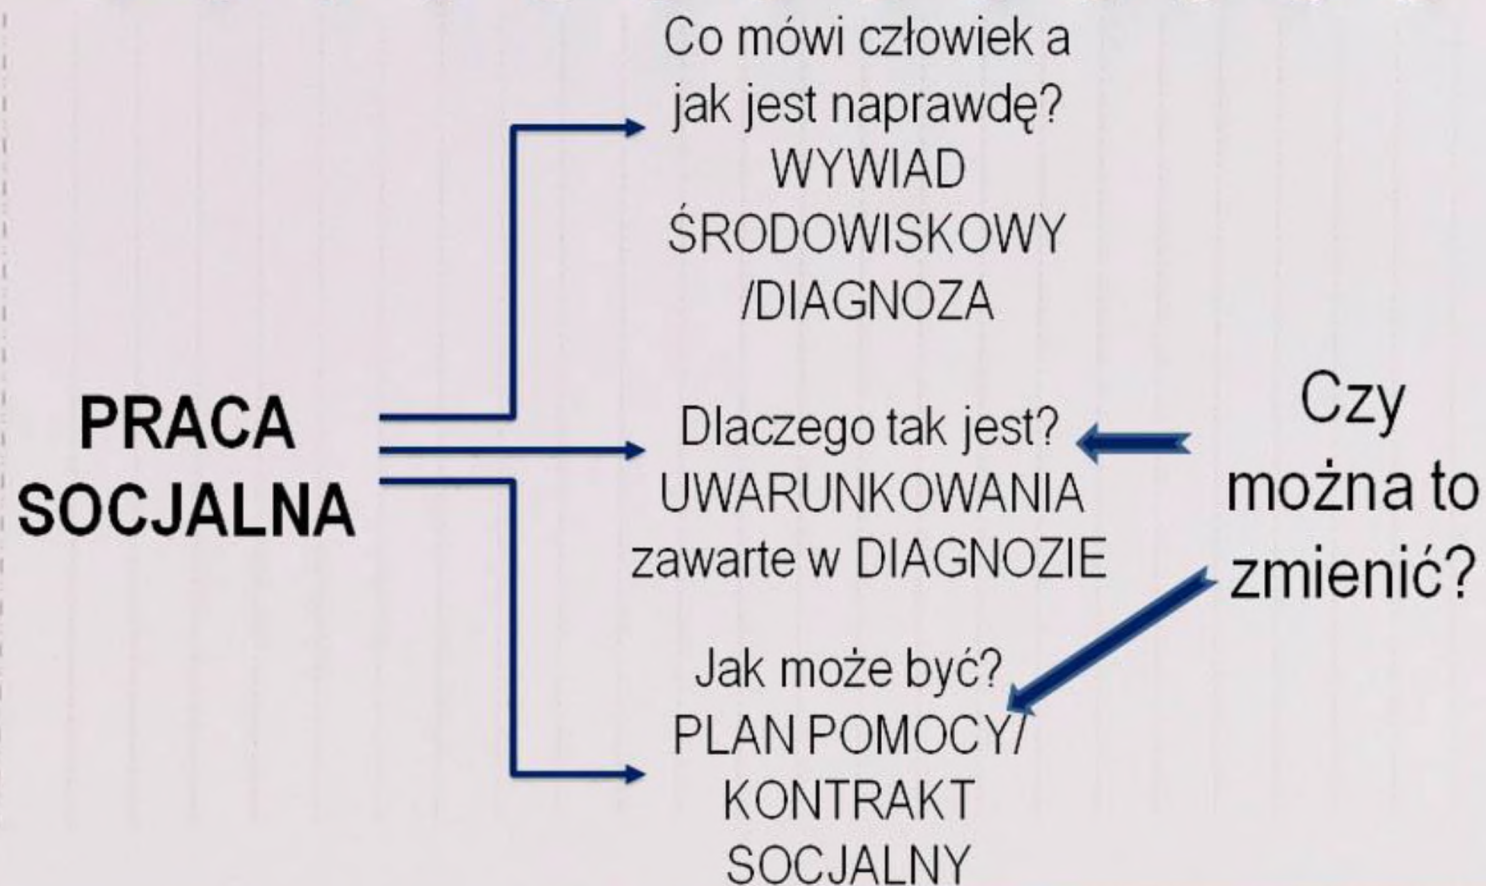 Co mówi człowiek a
jak jest naprawdę?
WYWIAD
ŚRODOWISKOWY
/DIAGNOZA
PRACA
SOCJALNA
Dlaczego tak jest?
UWARUNKOWANIA
zawarte w DIAGNOZIE
Czy
można to
zmienić?
Jak może być?
PLAN POMOCY/
KONTRAKT
SOCJALNY